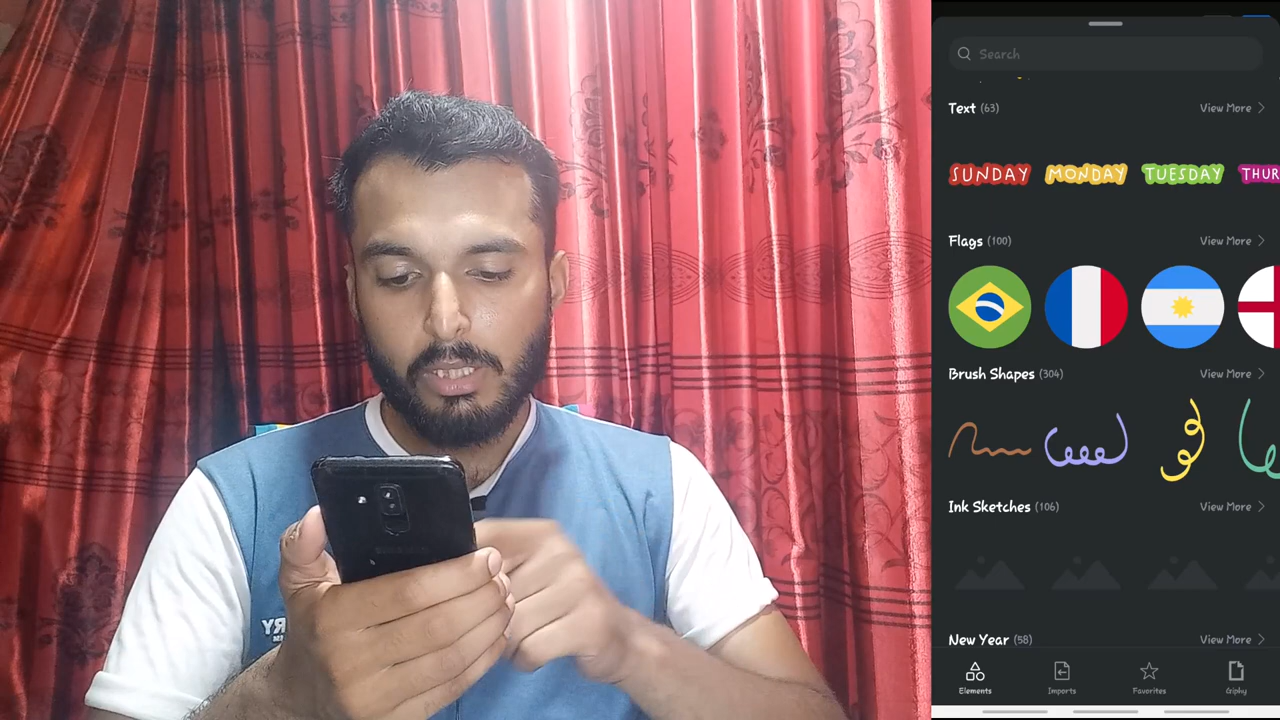 Search
Text (63) View More
SUNDAY MONDAY TUESDAY THUR
Flags (100) View More
Brush Shapes (304) View More
Ink Sketches (106) View More
New Year (58) View More
Elements Imports Favorites Giphy
RY